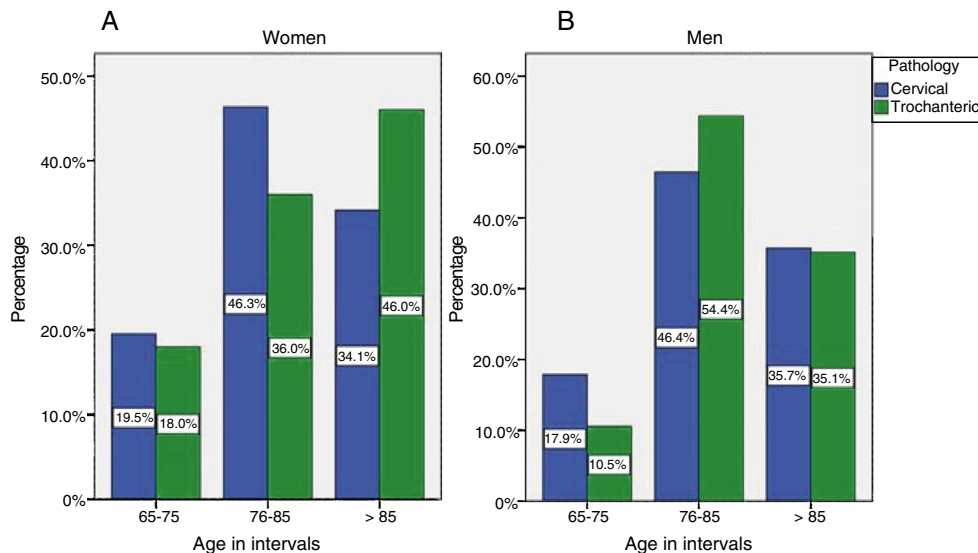 A
Women
50.0%
40.0%
30.0%
20.0%
10.0%
0%
Percentage
19.5%
18.0%
46.3%
36.0%
34.1%
46.0%
65-75
76-85
> 85
Age in intervals
B
Men
60.0%
50.0%
40.0%
30.0%
20.0%
10.0%
0%
Percentage
17.9%
10.5%
46.4%
54.4%
35.7%
35.1%
65-75
76-85
> 85
Age in intervals
Pathology
Cervical
Trochanteric